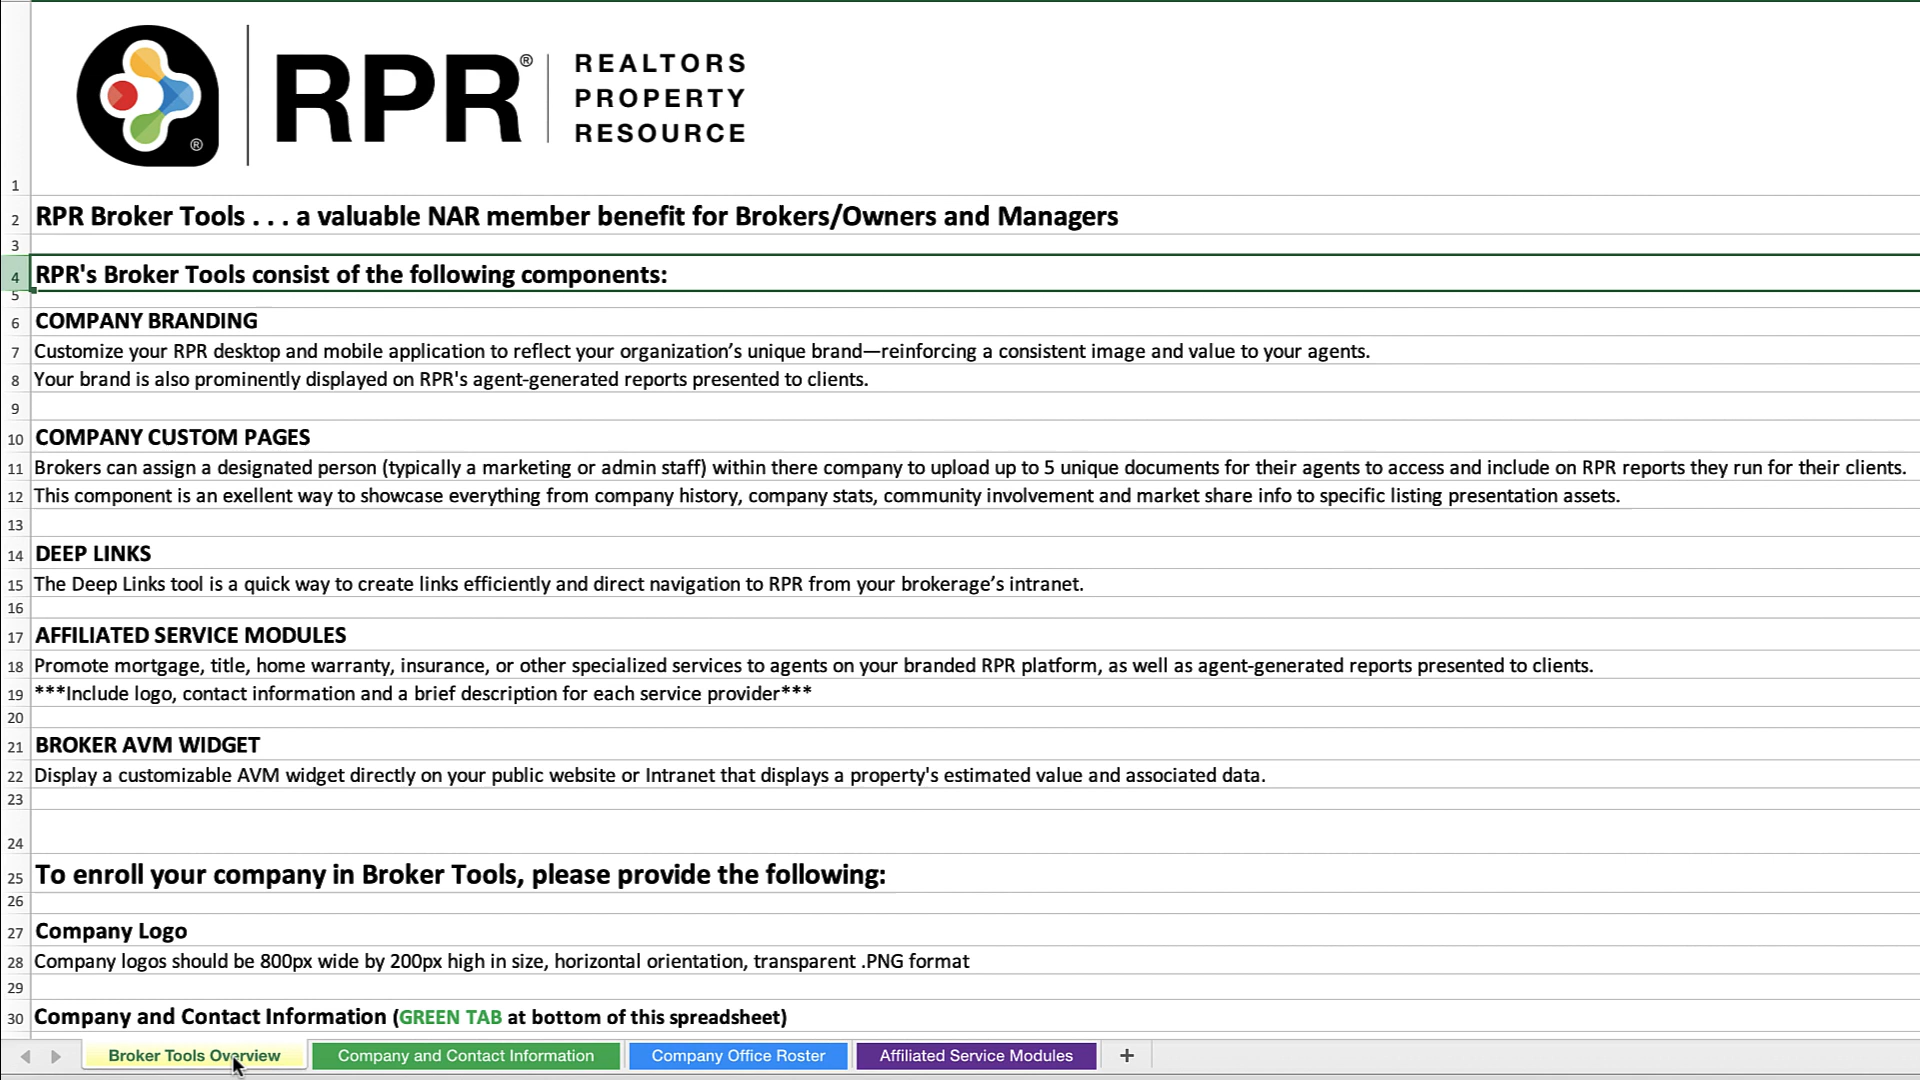 RPR® REALTORS
PROPERTY
RESOURCE
®
1
2 RPR Broker Tools . . . a valuable NAR member benefit for Brokers/Owners and Managers
3
4 RPR's Broker Tools consist of the following components:
5
6 COMPANY BRANDING
7 Customize your RPR desktop and mobile application to reflect your organization’s unique brand—reinforcing a consistent image and value to your agents.
8 Your brand is also prominently displayed on RPR's agent-generated reports presented to clients.
9
10 COMPANY CUSTOM PAGES
11 Brokers can assign a designated person (typically a marketing or admin staff) within there company to upload up to 5 unique documents for their agents to access and include on RPR reports they run for their clients.
12 This component is an exellent way to showcase everything from company history, company stats, community involvement and market share info to specific listing presentation assets.
13
14 DEEP LINKS
15 The Deep Links tool is a quick way to create links efficiently and direct navigation to RPR from your brokerage’s intranet.
16
17 AFFILIATED SERVICE MODULES
18 Promote mortgage, title, home warranty, insurance, or other specialized services to agents on your branded RPR platform, as well as agent-generated reports presented to clients.
19 ***Include logo, contact information and a brief description for each service provider***
20
21 BROKER AVM WIDGET
22 Display a customizable AVM widget directly on your public website or Intranet that displays a property's estimated value and associated data.
23
24
25 To enroll your company in Broker Tools, please provide the following:
26
27 Company Logo
28 Company logos should be 800px wide by 200px high in size, horizontal orientation, transparent .PNG format
29
30 Company and Contact Information (GREEN TAB at bottom of this spreadsheet)
Broker Tools Overview Company and Contact Information Company Office Roster Affiliated Service Modules +